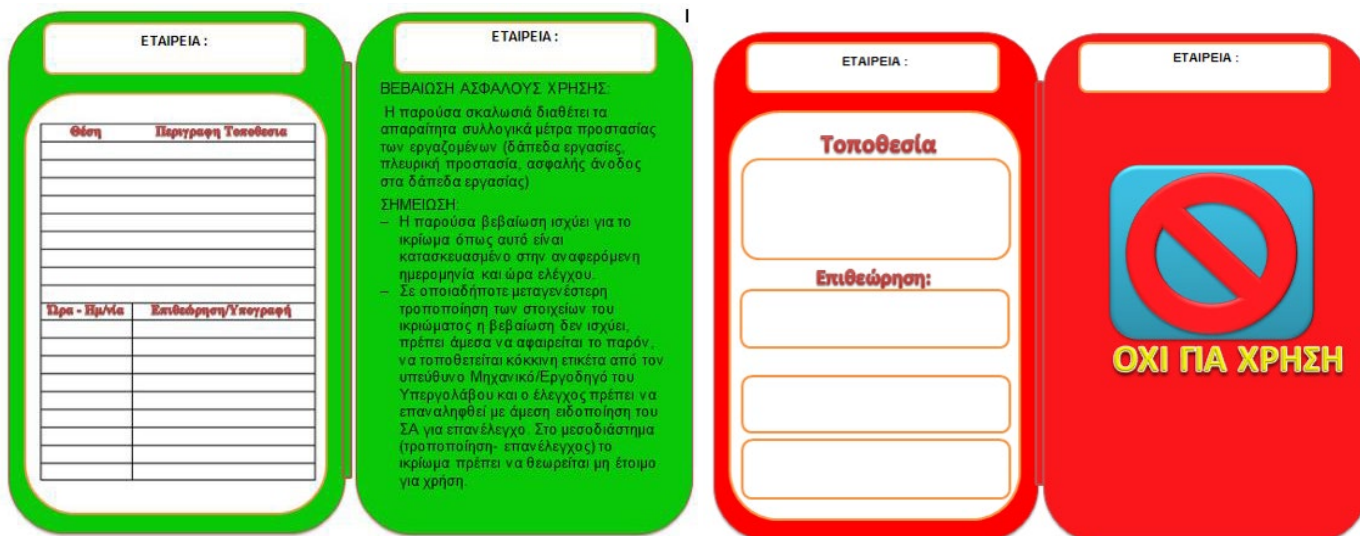 ΕΤΑΙΡΕΙΑ :
Θέση Περιγραφη Τοποθεσια
Ώρα - Ημ/νία Επιθεώρηση/Υπογραφή
ΕΤΑΙΡΕΙΑ :
ΒΕΒΑΙΩΣΗ ΑΣΦΑΛΟΥΣ ΧΡΗΣΗΣ:
Η παρούσα σκαλωσιά διαθέτει τα
απαραίτητα συλλογικά μέτρα προστασίας
των εργαζομένων (δάπεδα εργασίες,
πλευρική προστασία, ασφαλής άνοδος
στα δάπεδα εργασίας)
ΣΗΜΕΙΩΣΗ:
– Η παρούσα βεβαίωση ισχύει για το
ικρίωμα όπως αυτό είναι
κατασκευασμένο στην αναφερόμενη
ημερομηνία και ώρα ελέγχου.
– Σε οποιαδήποτε μεταγενέστερη
τροποποίηση των στοιχείων του
ικριώματος η βεβαίωση δεν ισχύει,
πρέπει άμεσα να αφαιρείται το παρόν,
να τοποθετείται κόκκινη ετικέτα από τον
υπεύθυνο Μηχανικό/Εργοδηγό του
Υπεργολάβου και ο έλεγχος πρέπει να
επαναληφθεί με άμεση ειδοποίηση του
ΣΑ για επανέλεγχο. Στο μεσοδιάστημα
(τροποποίηση- επανέλεγχος) το
ικρίωμα πρέπει να θεωρείται μη έτοιμο
για χρήση.
ΕΤΑΙΡΕΙΑ :
Τοποθεσία
Επιθεώρηση:
ΕΤΑΙΡΕΙΑ :
ΟΧΙ ΓΙΑ ΧΡΗΣΗ